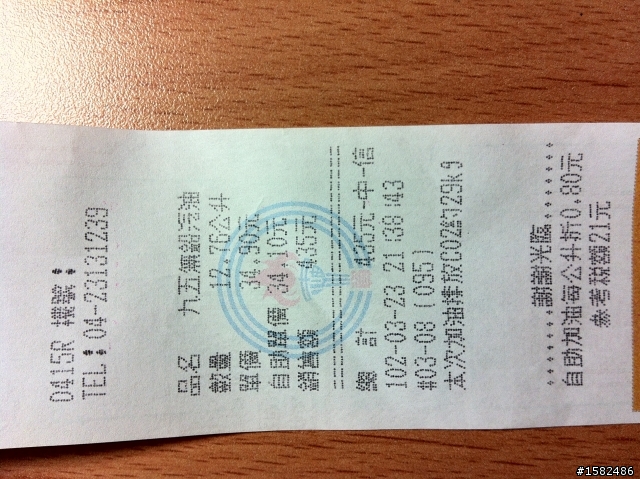 0415R 機號:
TEL:04-23131239
品名 九五無鉛汽油
數量 12.76公升
單價 34.90元
自助單價 34.10元
銷售額 435元
================
總 計 435元-中-信
102-03-23 21:38:43
#03-08 (095)
本次加油排放CO2約29kg
謝謝光臨
自助加油每公升折0.80元
參考稅額21元
#1582486